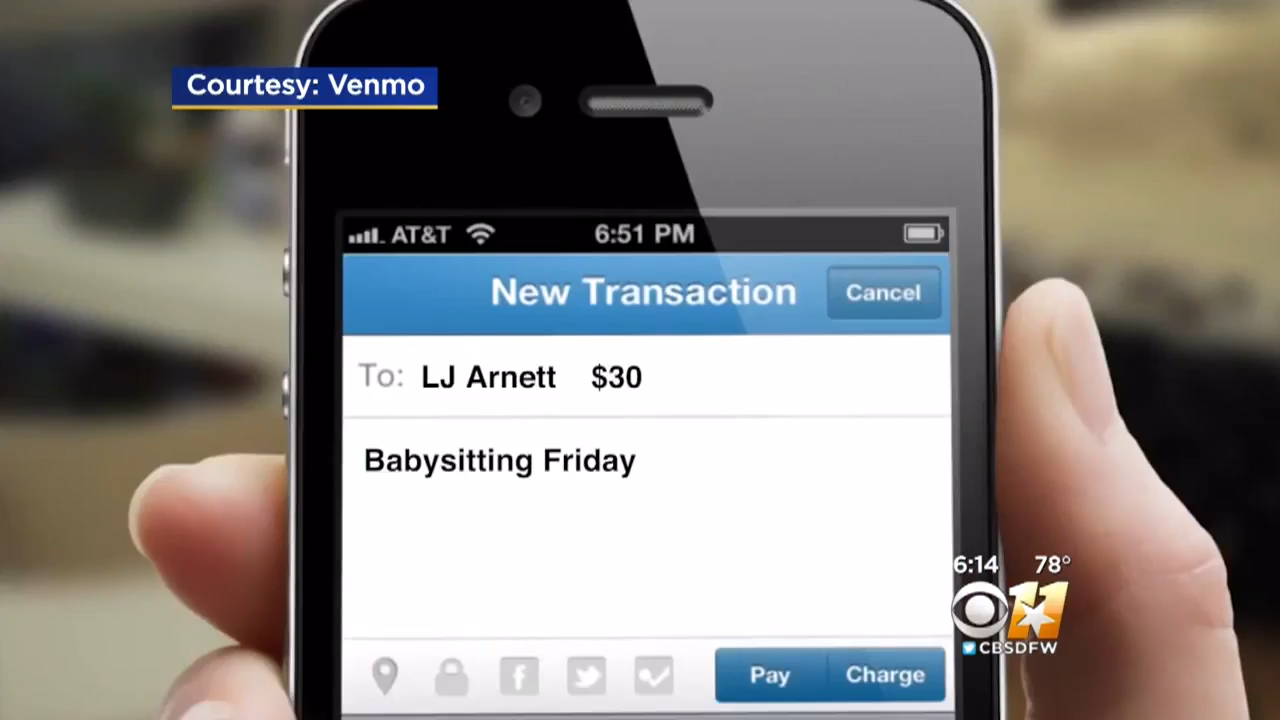 Courtesy: Venmo
AT&T 6:51 PM
New Transaction Cancel
To: LJ Arnett $30
Babysitting Friday
Pay Charge
6:14 78°
11
CBSDFW